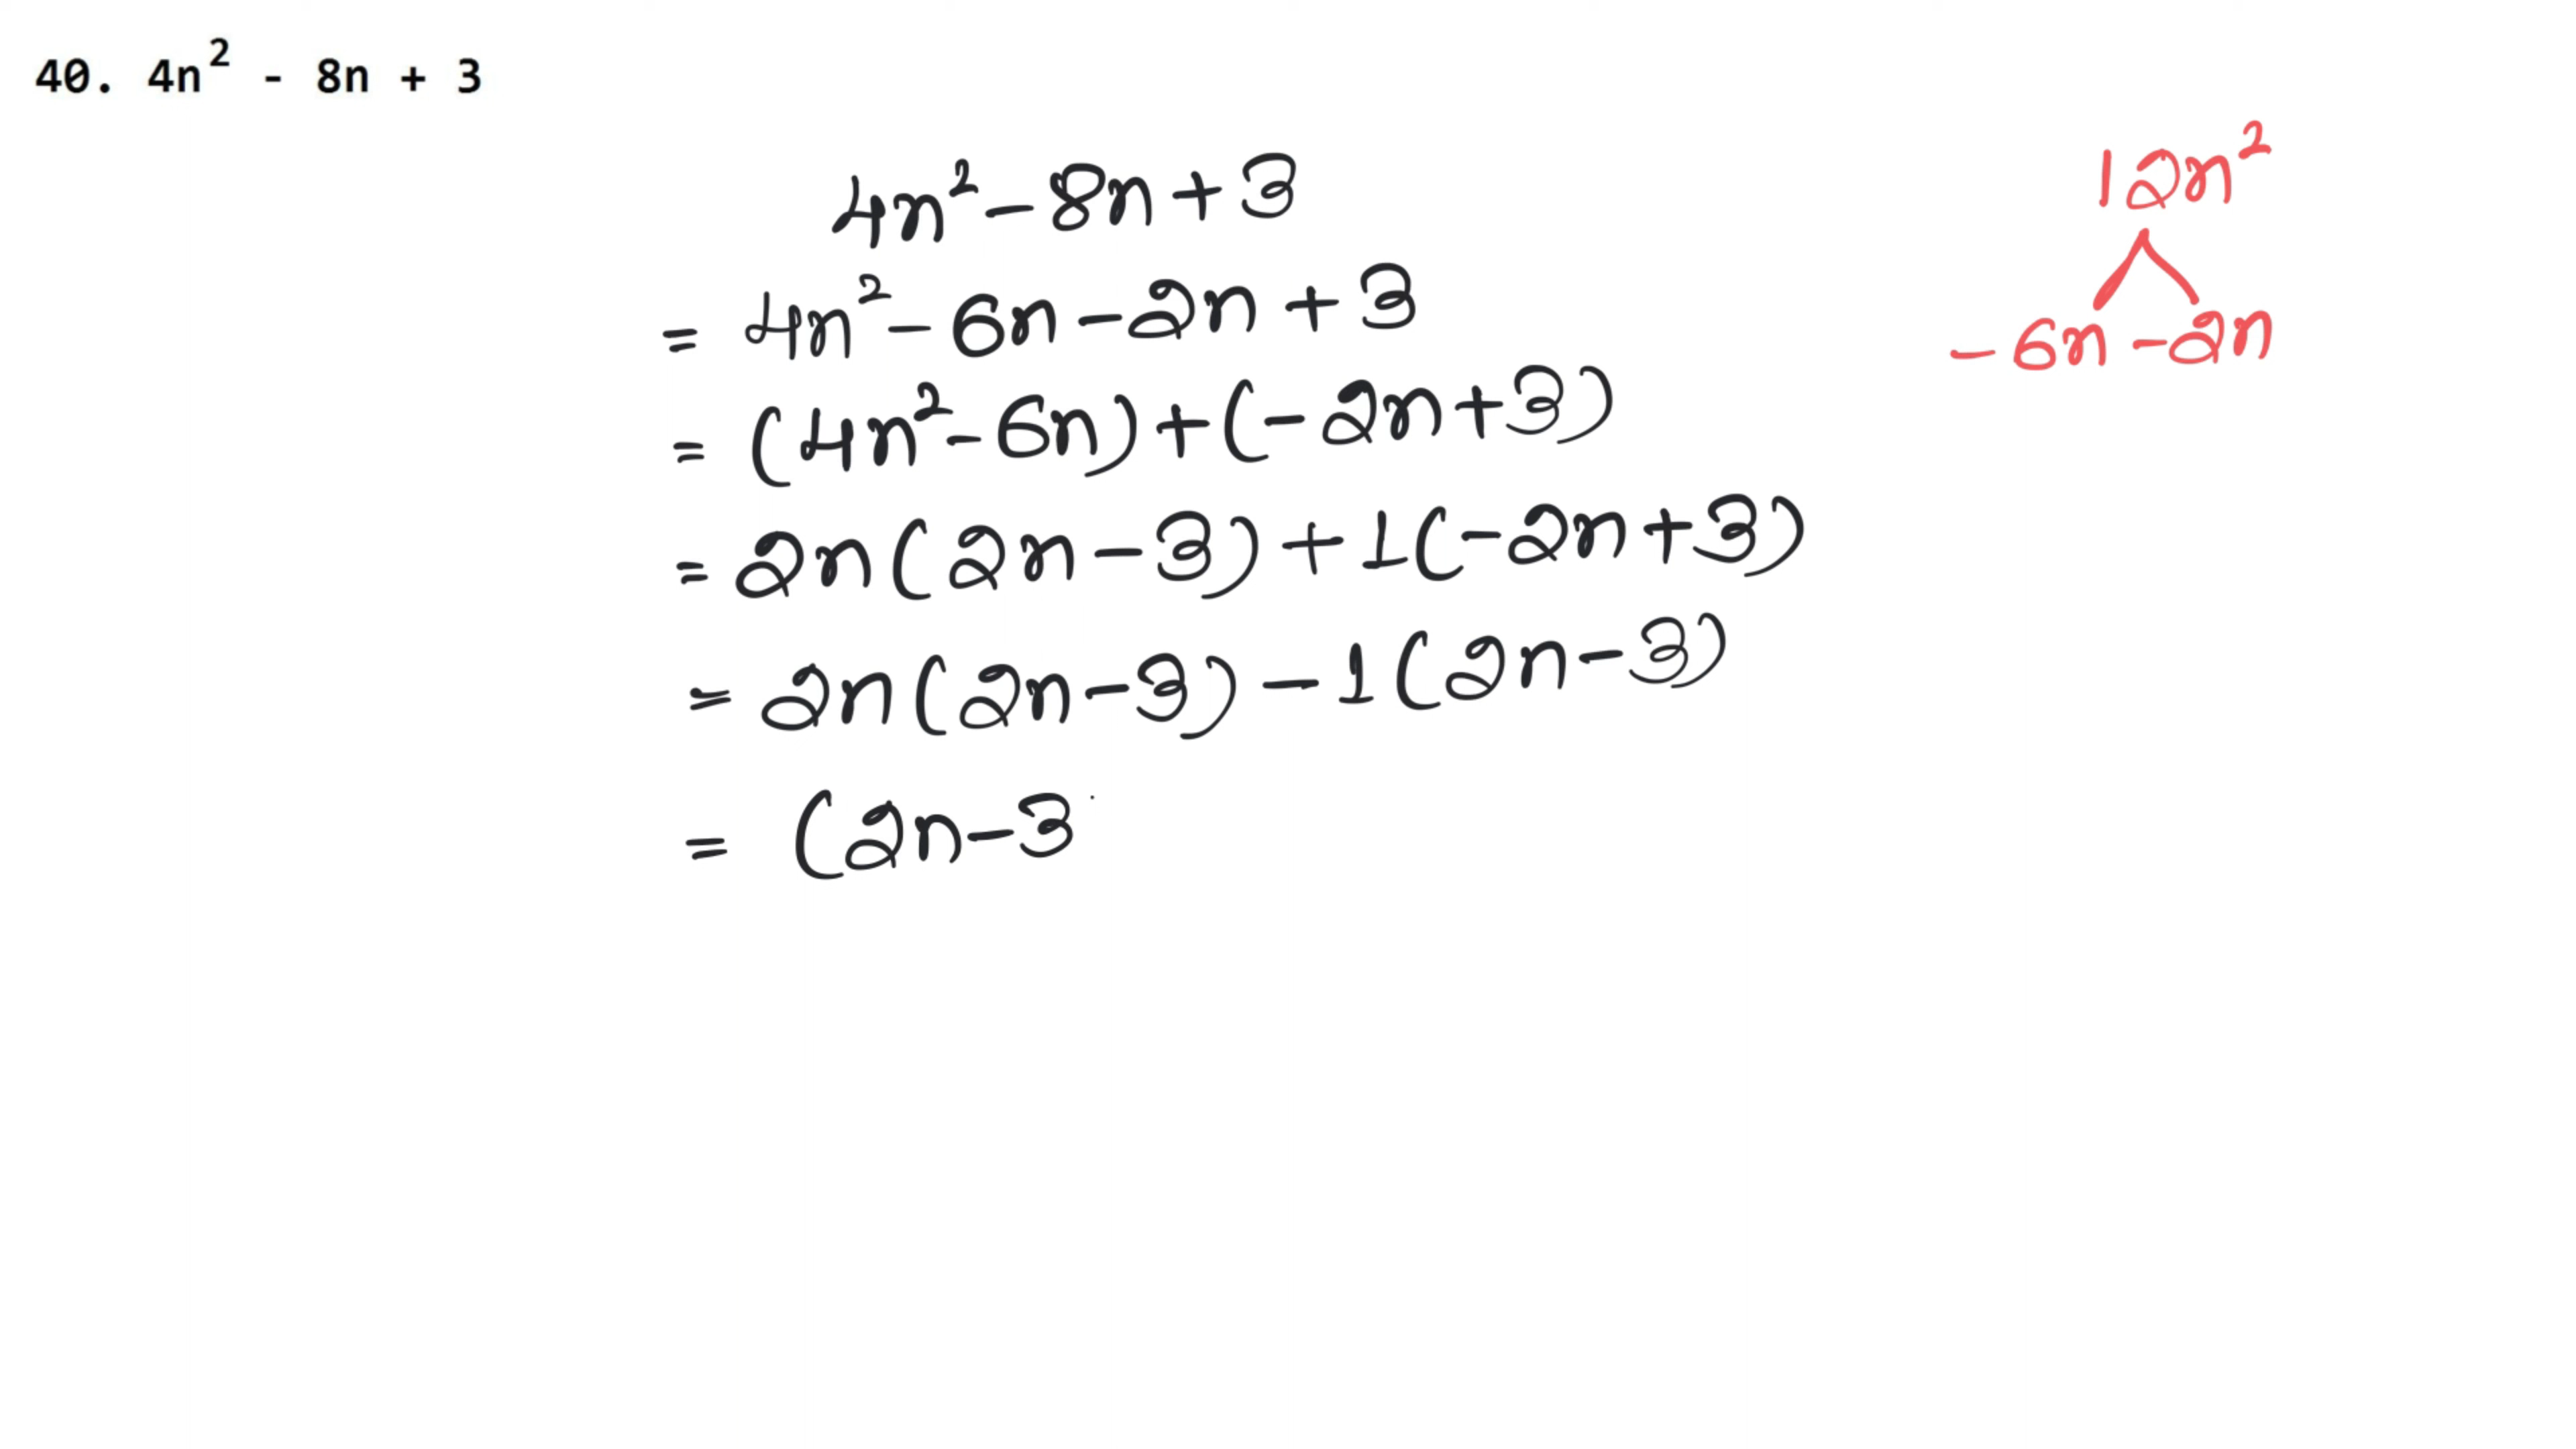 40. 4n² - 8n + 3
4n² - 8n + 3
= 4n² - 6n - 2n + 3
= (4n² - 6n) + (-2n + 3)
= 2n(2n - 3) + 1(-2n + 3)
= 2n(2n - 3) - 1(2n - 3)
= (2n - 3
12n²
-6n -2n